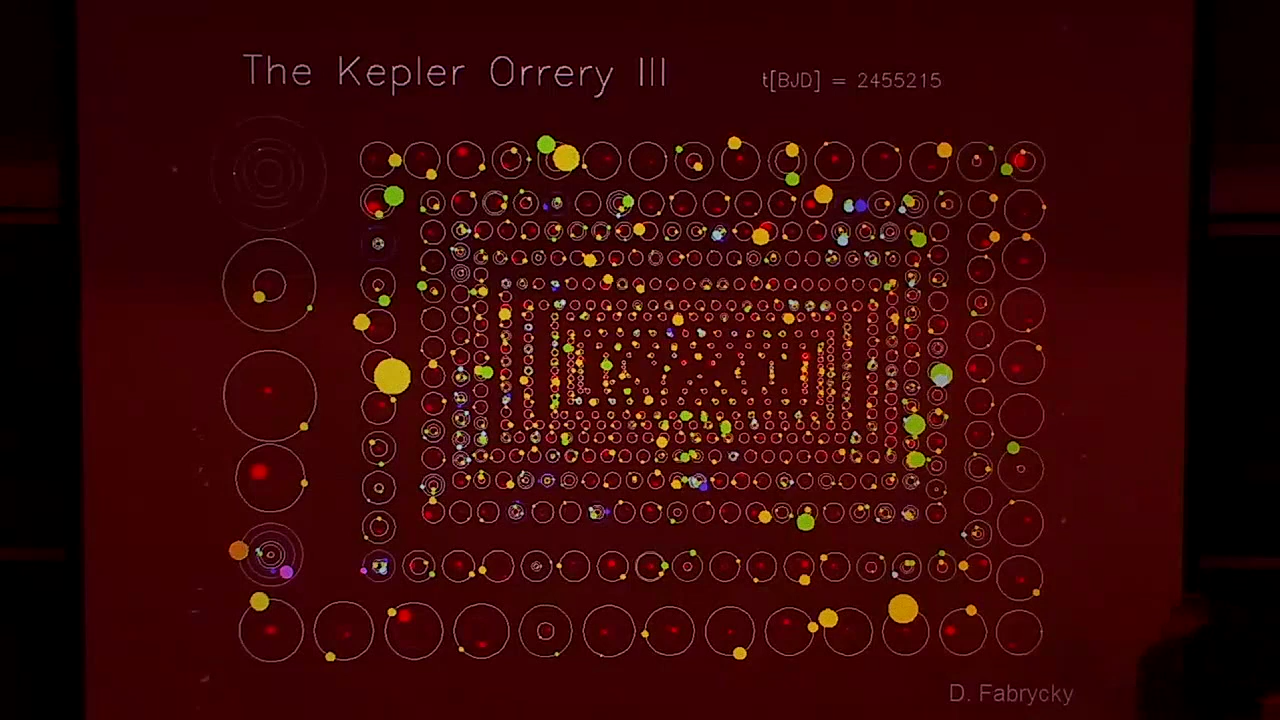 The Kepler Orrery III
t[BJD] = 2455215
D. Fabrycky